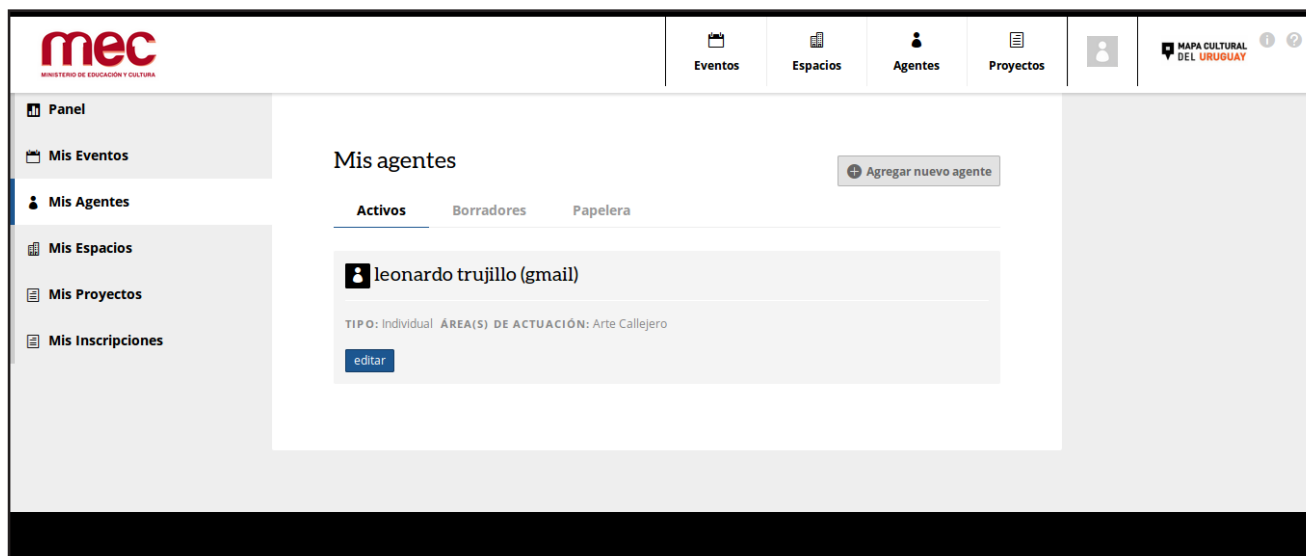 mec
MINISTERIO DE EDUCACIÓN Y CULTURA
Eventos
Espacios
Agentes
Proyectos
MAPA CULTURAL
DEL URUGUAY
Panel
Mis Eventos
Mis Agentes
Mis Espacios
Mis Proyectos
Mis Inscripciones
Mis agentes
Agregar nuevo agente
Activos Borradores Papelera
leonardo trujillo (gmail)
TIPO: Individual ÁREA(S) DE ACTUACIÓN: Arte Callejero
editar